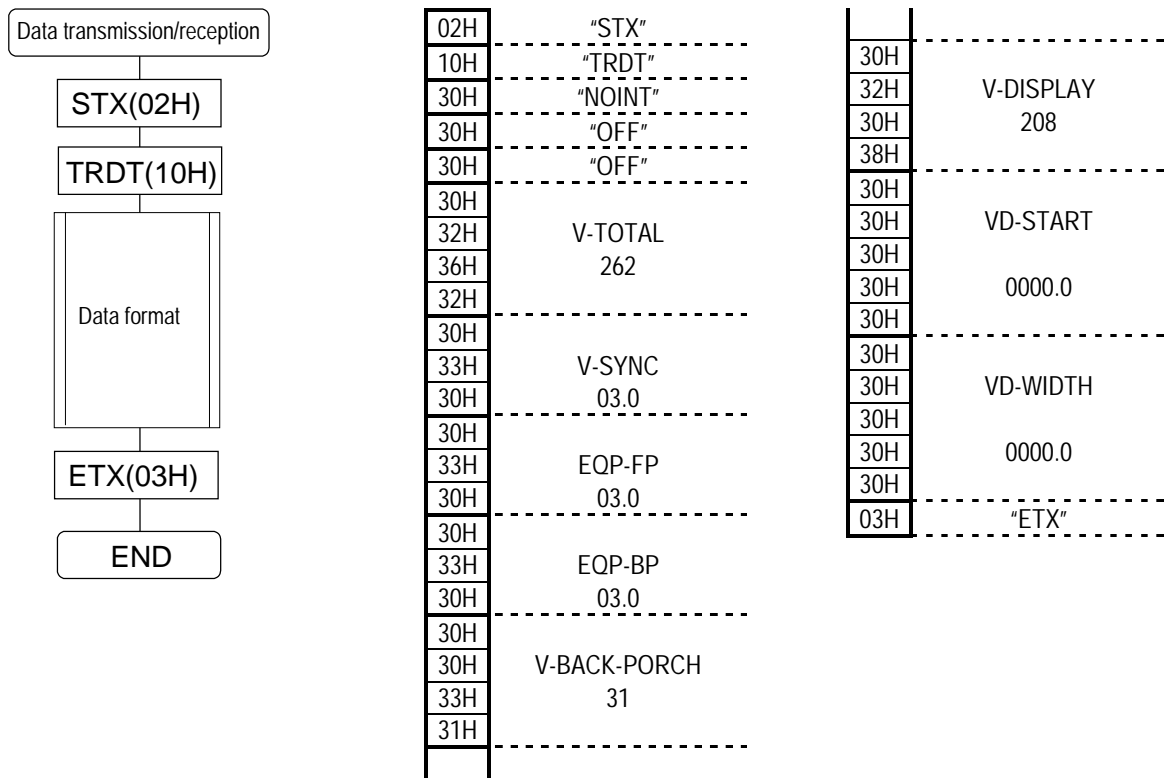 Data transmission/reception
STX(02H)
TRDT(10H)
Data format
ETX(03H)
END
02H "STX"
10H "TRDT"
30H "NOINT"
30H "OFF"
30H "OFF"
30H
32H V-TOTAL
36H 262
32H
30H
33H V-SYNC
30H 03.0
30H
33H EQP-FP
30H 03.0
30H
33H EQP-BP
30H 03.0
30H
30H V-BACK-PORCH
33H 31
31H
30H
32H V-DISPLAY
30H 208
38H
30H
30H VD-START
30H
30H 0000.0
30H
30H
30H VD-WIDTH
30H
30H 0000.0
30H
03H "ETX"